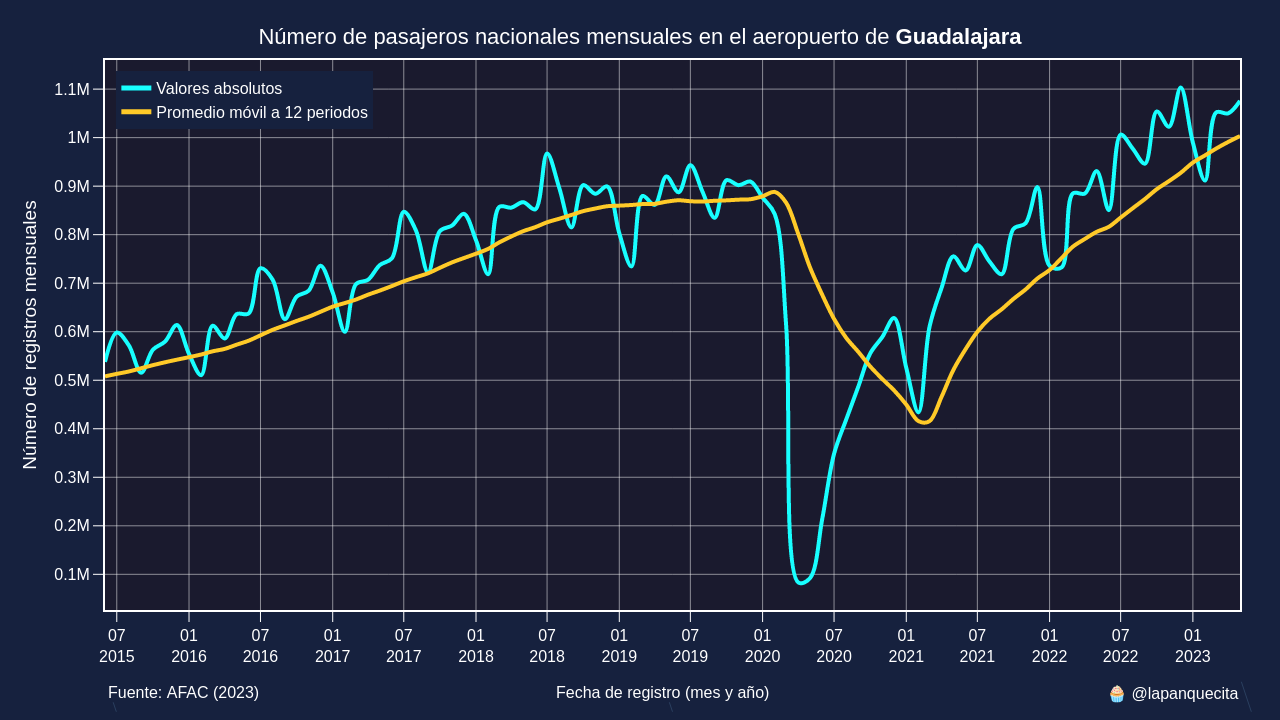 Número de pasajeros nacionales mensuales en el aeropuerto de Guadalajara
Valores absolutos
Promedio móvil a 12 periodos
Número de registros mensuales
1.1M
1M
0.9M
0.8M
0.7M
0.6M
0.5M
0.4M
0.3M
0.2M
0.1M
07 01 07 01 07 01 07 01 07 01 07 01 07 01 07 01
2015 2016 2016 2017 2017 2018 2018 2019 2019 2020 2020 2021 2021 2022 2022 2023
Fuente: AFAC (2023)
Fecha de registro (mes y año)
🧁 @lapanquecita